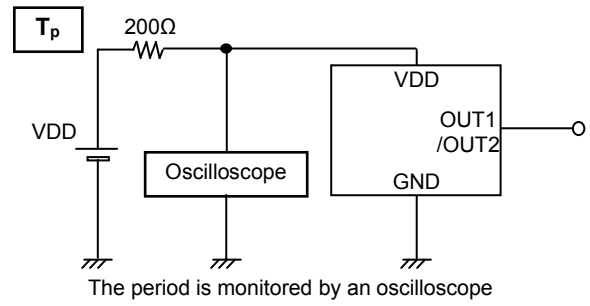 Tp
200Ω
VDD
VDD
OUT1
/OUT2
Oscilloscope
GND
The period is monitored by an oscilloscope